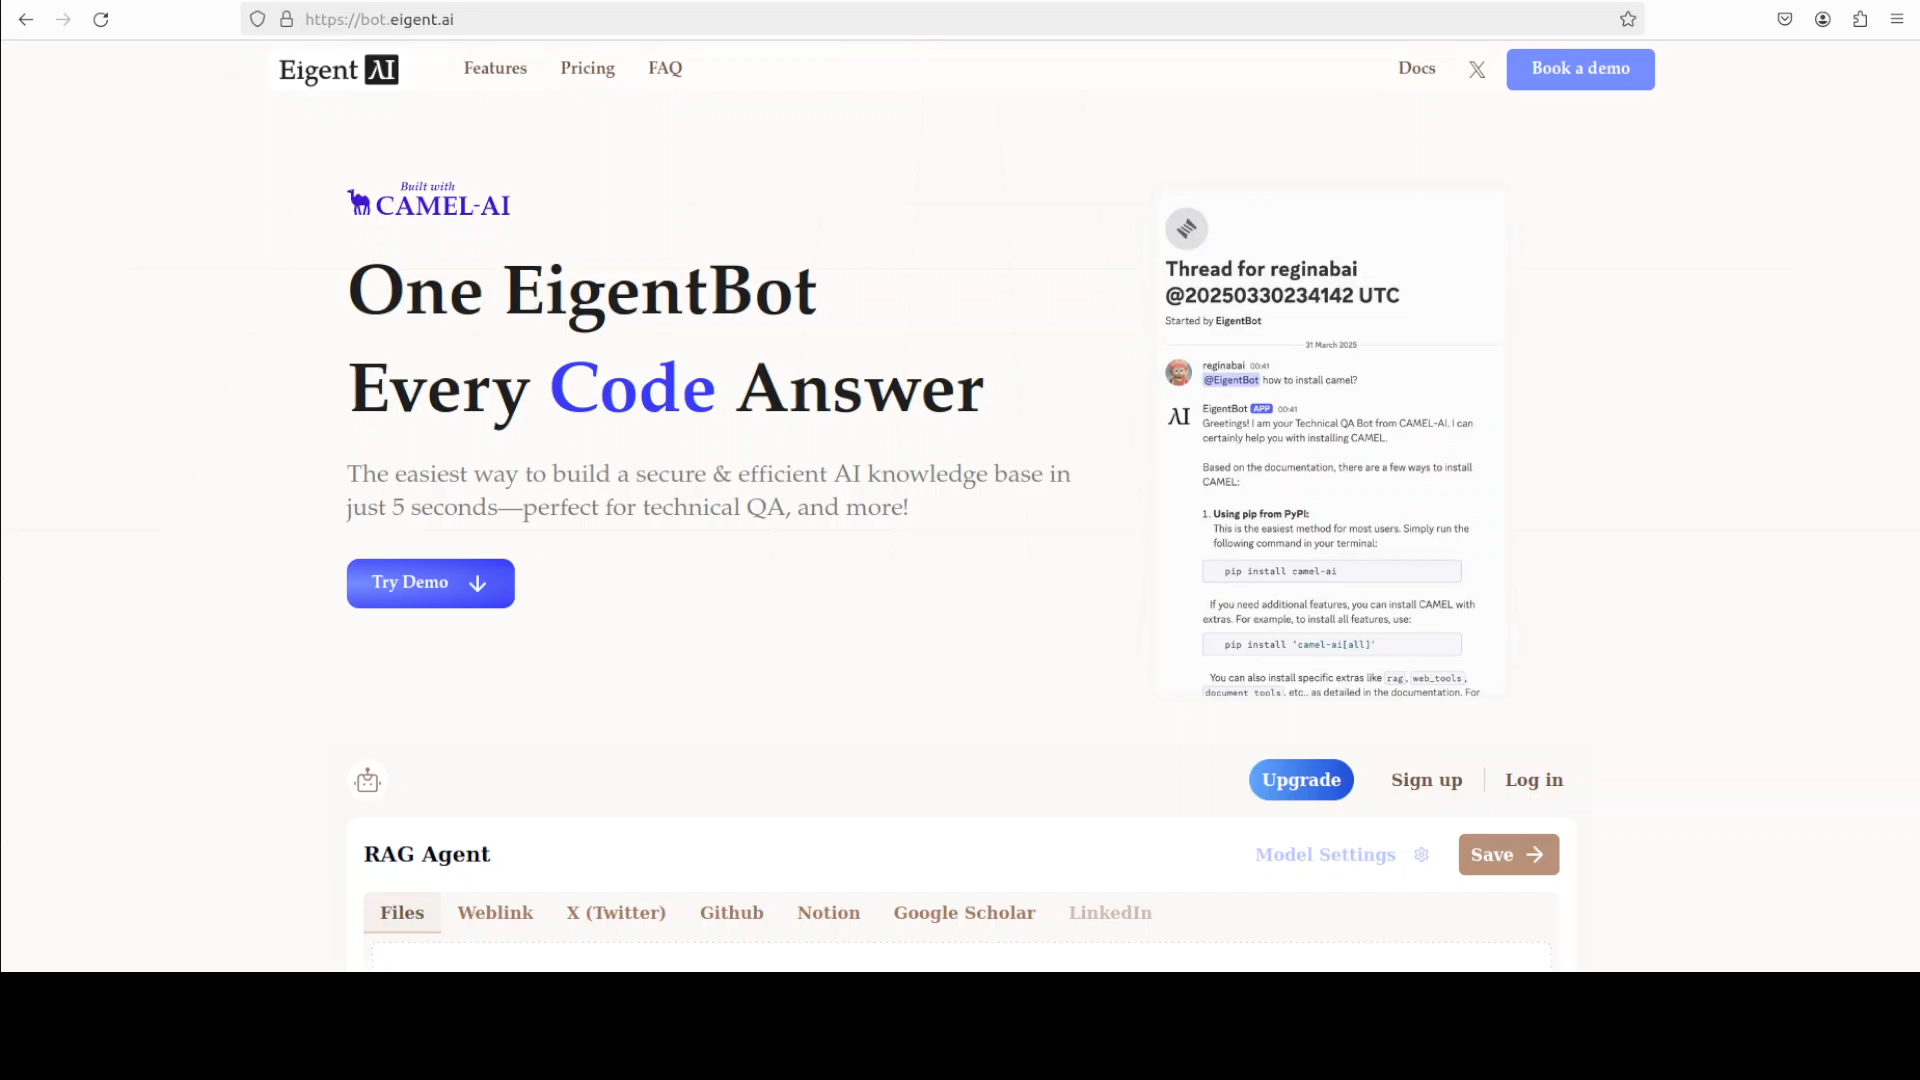 https://bot.eigent.ai
Eigent AI
Features
Pricing
FAQ
Docs
Book a demo
Built with
CAMEL-AI
One EigentBot
Every Code Answer
The easiest way to build a secure & efficient AI knowledge base in
just 5 seconds—perfect for technical QA, and more!
Try Demo
Thread for reginabai
@20250330234142 UTC
Started by EigentBot
31 March 2025
reginabai 00:41
@EigentBot how to install camel?
EigentBot APP 00:41
Greetings! I am your Technical QA Bot from CAMEL-AI. I can
certainly help you with installing CAMEL.
Based on the documentation, there are a few ways to install
CAMEL:
1. Using pip from PyPI:
This is the easiest method for most users. Simply run the
following command in your terminal:
pip install camel-ai
If you need additional features, you can install CAMEL with
extras. For example, to install all features, use:
pip install 'camel-ai[all]'
You can also install specific extras like rag, web_tools,
document_tools, etc., as detailed in the documentation. For
Upgrade
Sign up
Log in
RAG Agent
Model Settings
Save
Files
Weblink
X (Twitter)
Github
Notion
Google Scholar
LinkedIn